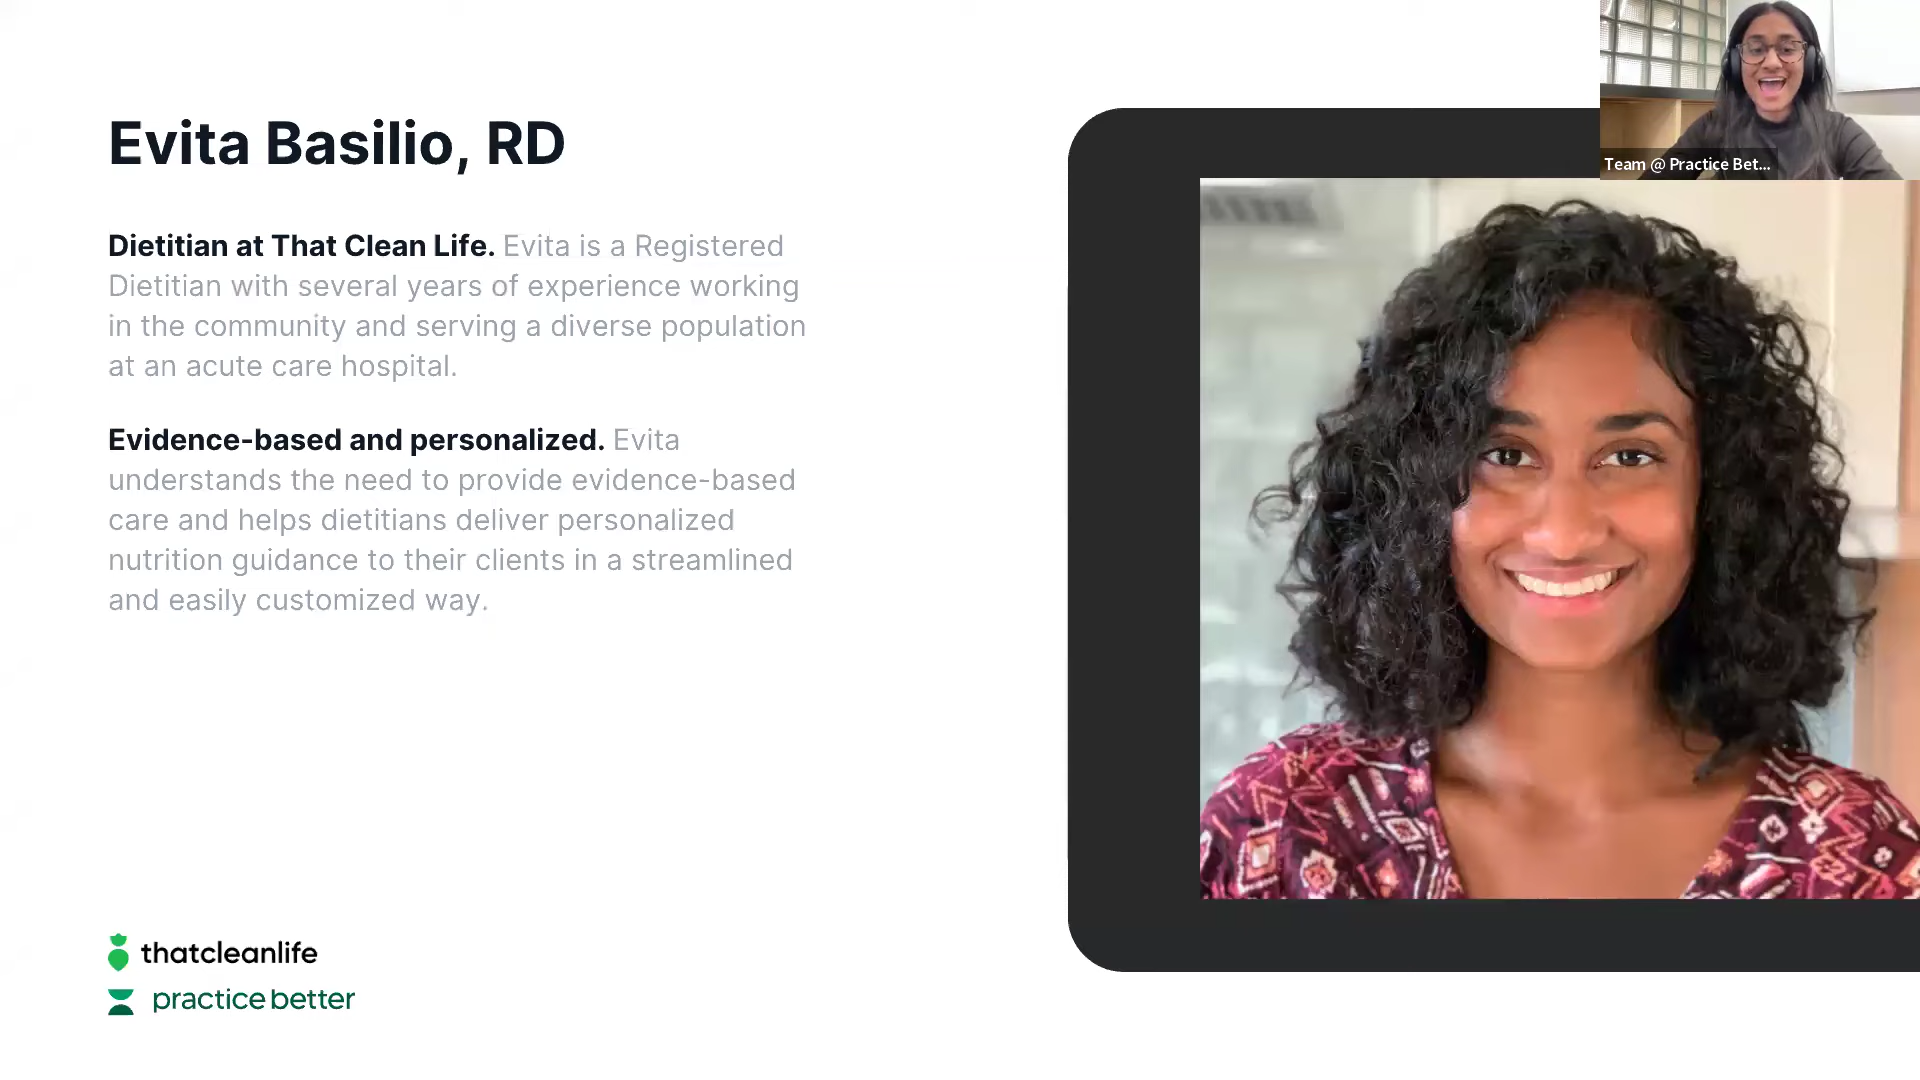 Evita Basilio, RD
Dietitian at That Clean Life. Evita is a Registered
Dietitian with several years of experience working
in the community and serving a diverse population
at an acute care hospital.
Evidence-based and personalized. Evita
understands the need to provide evidence-based
care and helps dietitians deliver personalized
nutrition guidance to their clients in a streamlined
and easily customized way.
thatcleanlife
practice better
Team @ Practice Bet...